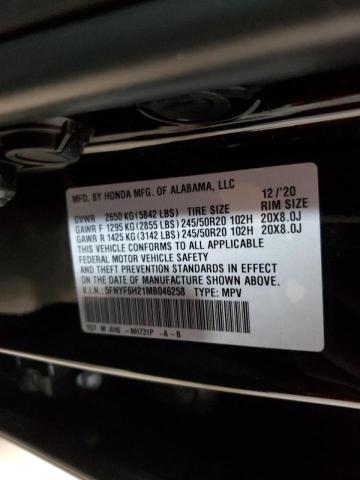 MFD. BY HONDA MFG. OF ALABAMA, LLC 12/'20
GVWR 2650 KG (5842 LBS) TIRE SIZE RIM SIZE
GAWR F 1295 KG (2855 LBS) 245/50R20 102H 20X8.0J
GAWR R 1425 KG (3142 LBS) 245/50R20 102H 20X8.0J
THIS VEHICLE CONFORMS TO ALL APPLICABLE
FEDERAL MOTOR VEHICLE SAFETY
AND THEFT PREVENTION STANDARDS IN EFFECT
ON THE DATE OF MANUFACTURE SHOWN ABOVE.
V.I.N.: 5FNYF6H21MB046258 TYPE: MPV
M AH6 - NH731P -A -B